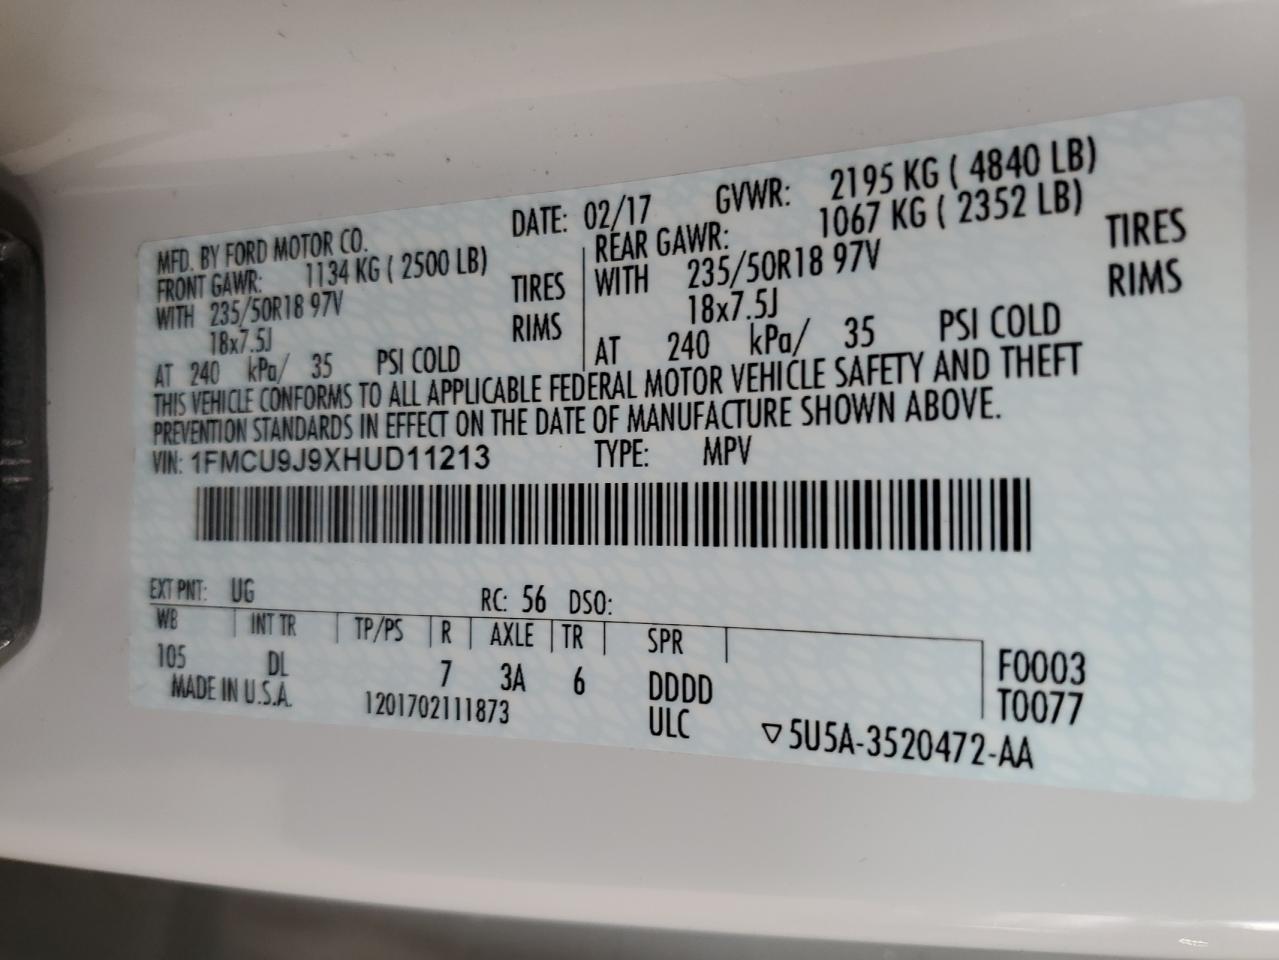 MFD. BY FORD MOTOR CO. DATE: 02/17 GVWR: 2195 KG ( 4840 LB)
FRONT GAWR: 1134 KG ( 2500 LB) REAR GAWR: 1067 KG ( 2352 LB)
WITH 235/50R18 97V TIRES WITH 235/50R18 97V TIRES
18x7.5J RIMS 18x7.5J RIMS
AT 240 kPa/ 35 PSI COLD AT 240 kPa/ 35 PSI COLD
THIS VEHICLE CONFORMS TO ALL APPLICABLE FEDERAL MOTOR VEHICLE SAFETY AND THEFT
PREVENTION STANDARDS IN EFFECT ON THE DATE OF MANUFACTURE SHOWN ABOVE.
VIN: 1FMCU9J9XHUD11213 TYPE: MPV
EXT PNT: UG RC: 56 DSO:
WB INT TR TP/PS R AXLE TR SPR
105 DL 7 3A 6 DDDD F0003
MADE IN U.S.A. 1201702111873 ULC T0077
▽5U5A-3520472-AA